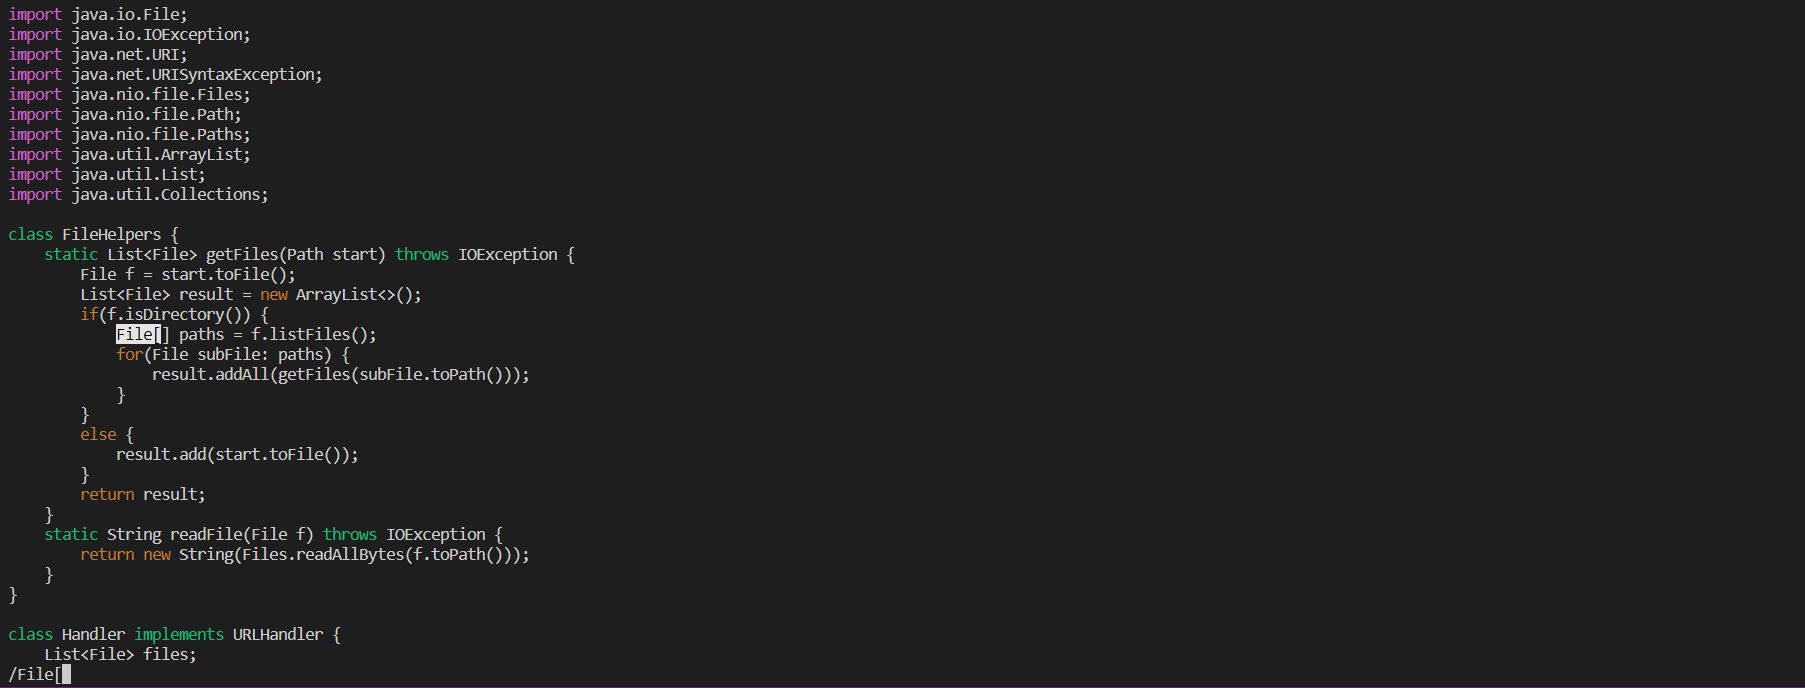 import java.io.File;
import java.io.IOException;
import java.net.URI;
import java.net.URISyntaxException;
import java.nio.file.Files;
import java.nio.file.Path;
import java.nio.file.Paths;
import java.util.ArrayList;
import java.util.List;
import java.util.Collections;

class FileHelpers {
    static List<File> getFiles(Path start) throws IOException {
        File f = start.toFile();
        List<File> result = new ArrayList<>();
        if(f.isDirectory()) {
            File[] paths = f.listFiles();
            for(File subFile: paths) {
                result.addAll(getFiles(subFile.toPath()));
            }
        }
        else {
            result.add(start.toFile());
        }
        return result;
    }
    static String readFile(File f) throws IOException {
        return new String(Files.readAllBytes(f.toPath()));
    }
}

class Handler implements URLHandler {
    List<File> files;
/File[